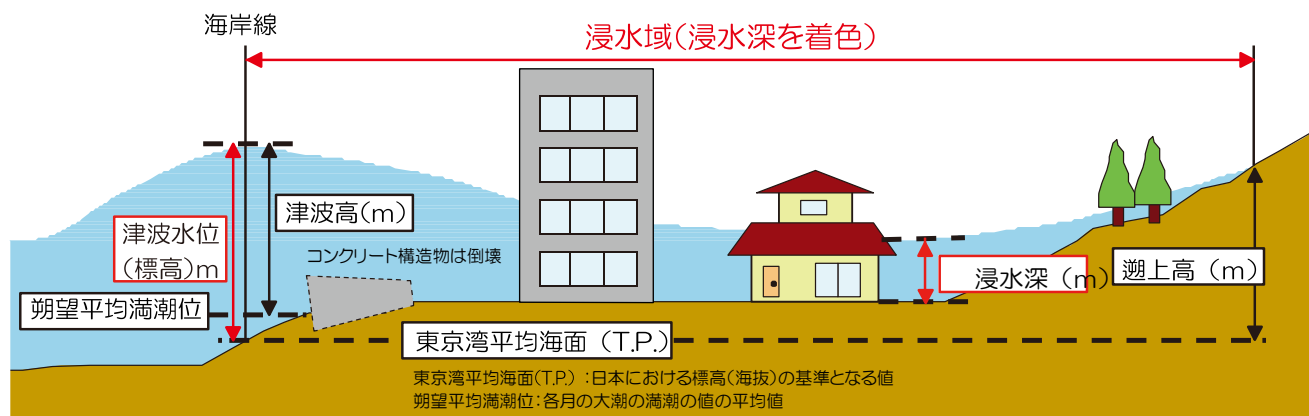 海岸線
浸水域(浸水深を着色)
津波高(m)
津波水位
(標高)m
コンクリート構造物は倒壊
朔望平均満潮位
浸水深（m）
遡上高（m）
東京湾平均海面（T.P.）
東京湾平均海面(T.P.)：日本における標高(海抜)の基準となる値
朔望平均満潮位：各月の大潮の満潮の値の平均値